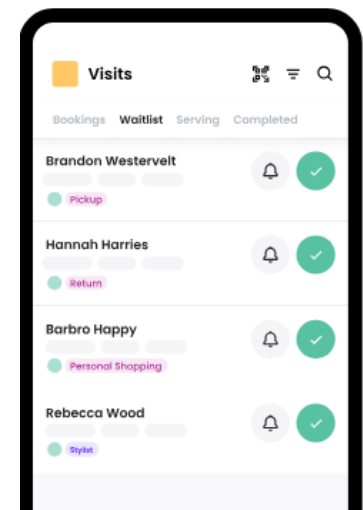 Visits
Bookings Waitlist Serving Completed
Brandon Westervelt
Pickup
Hannah Harries
Return
Barbro Happy
Personal Shopping
Rebecca Wood
Stylist